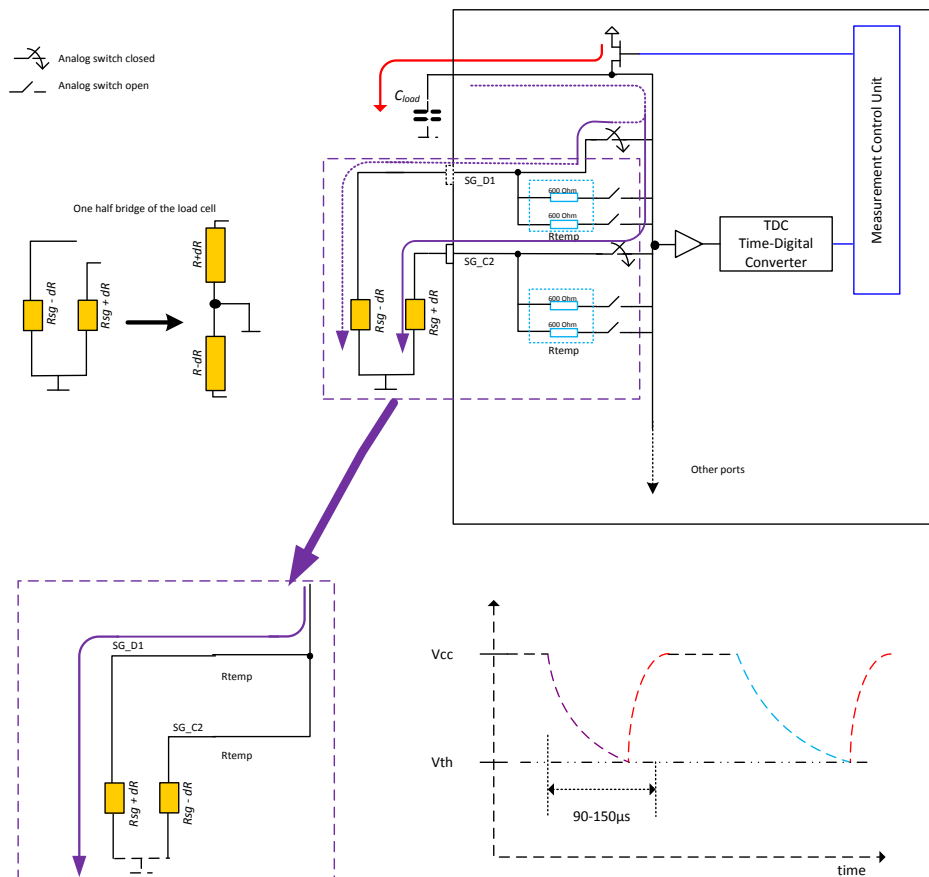 Analog switch closed
Analog switch open
Cload
Measurement Control Unit
SG_D1
600 Ohm
600 Ohm
Rtemp
SG_C2
600 Ohm
600 Ohm
Rtemp
TDC
Time-Digital
Converter
One half bridge of the load cell
Rsg - dR
Rsg + dR
R+dR
R-dR
Rsg - dR
Rsg + dR
Other ports
SG_D1
Rtemp
SG_C2
Rtemp
Rsg + dR
Rsg - dR
Vcc
Vth
90-150µs
time